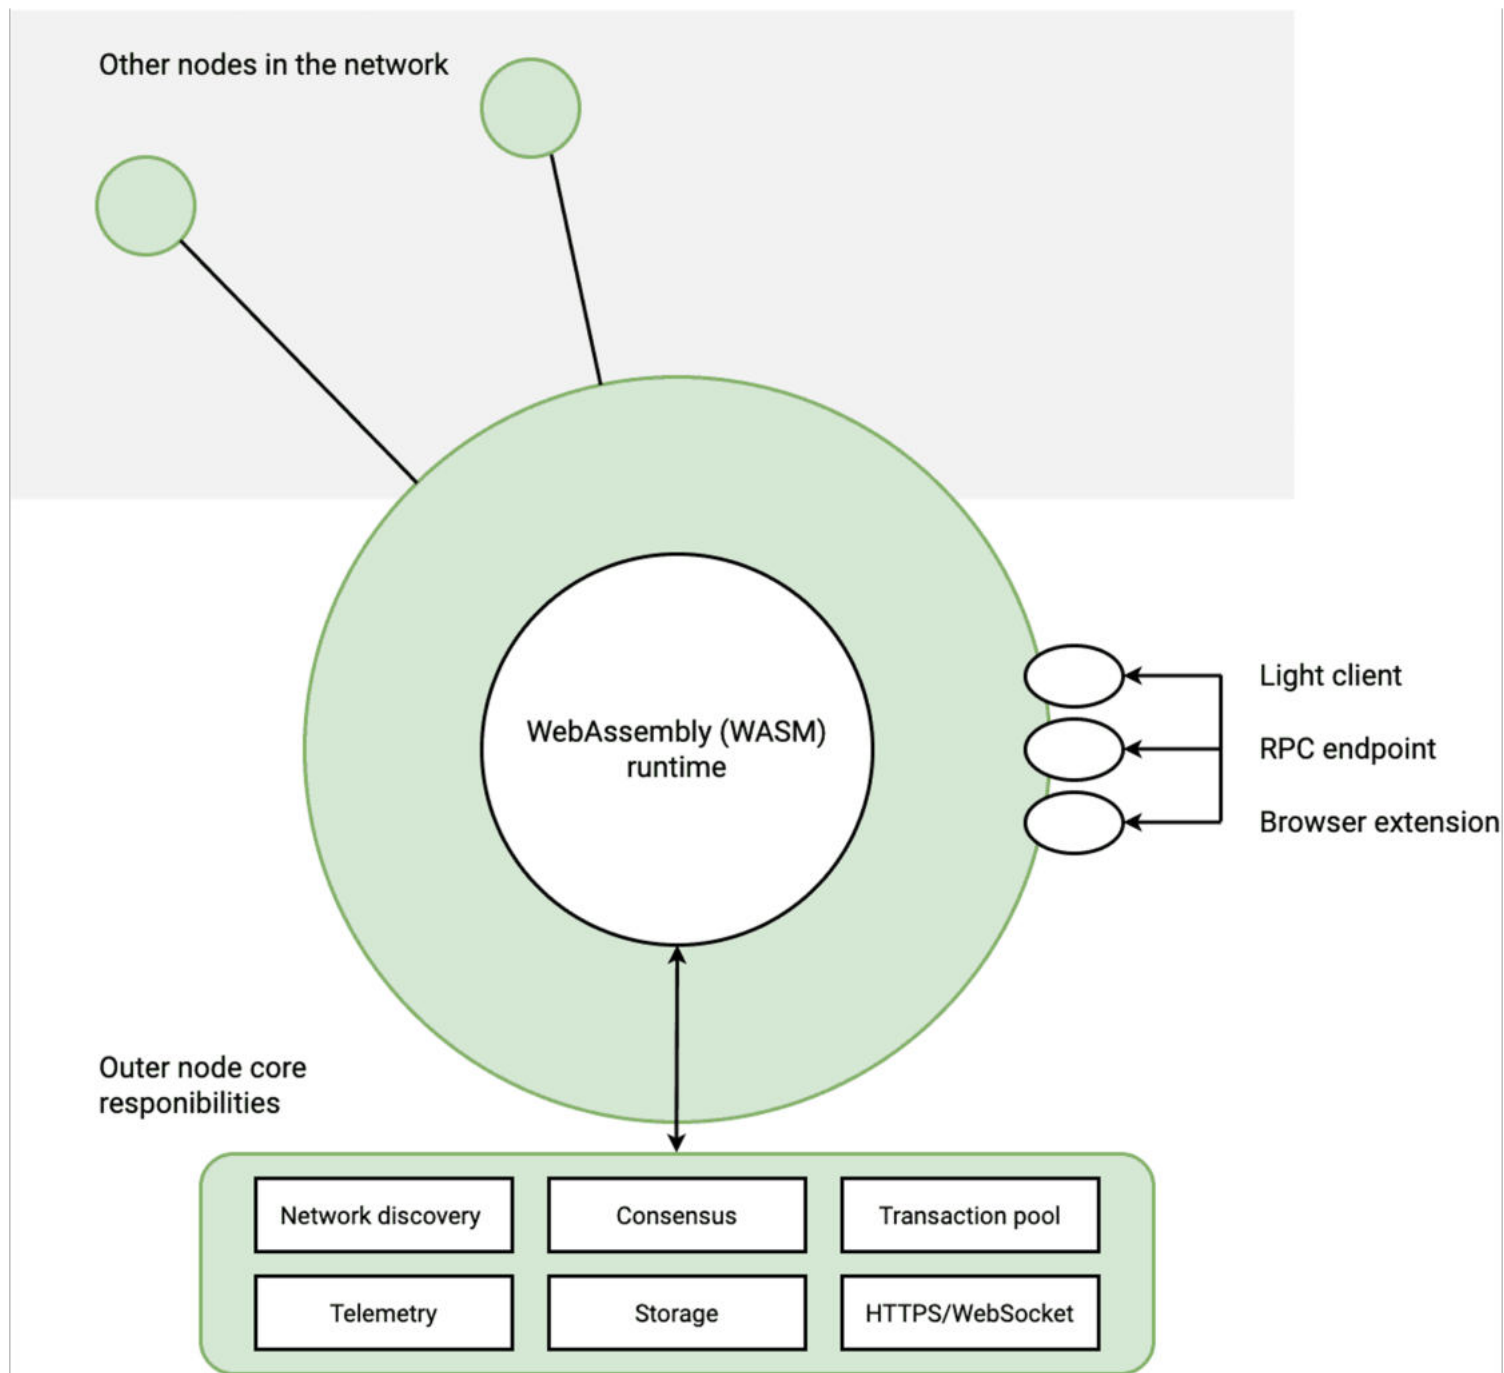 Other nodes in the network
WebAssembly (WASM)
runtime
Light client
RPC endpoint
Browser extension
Outer node core
responibilities
Network discovery
Consensus
Transaction pool
Telemetry
Storage
HTTPS/WebSocket